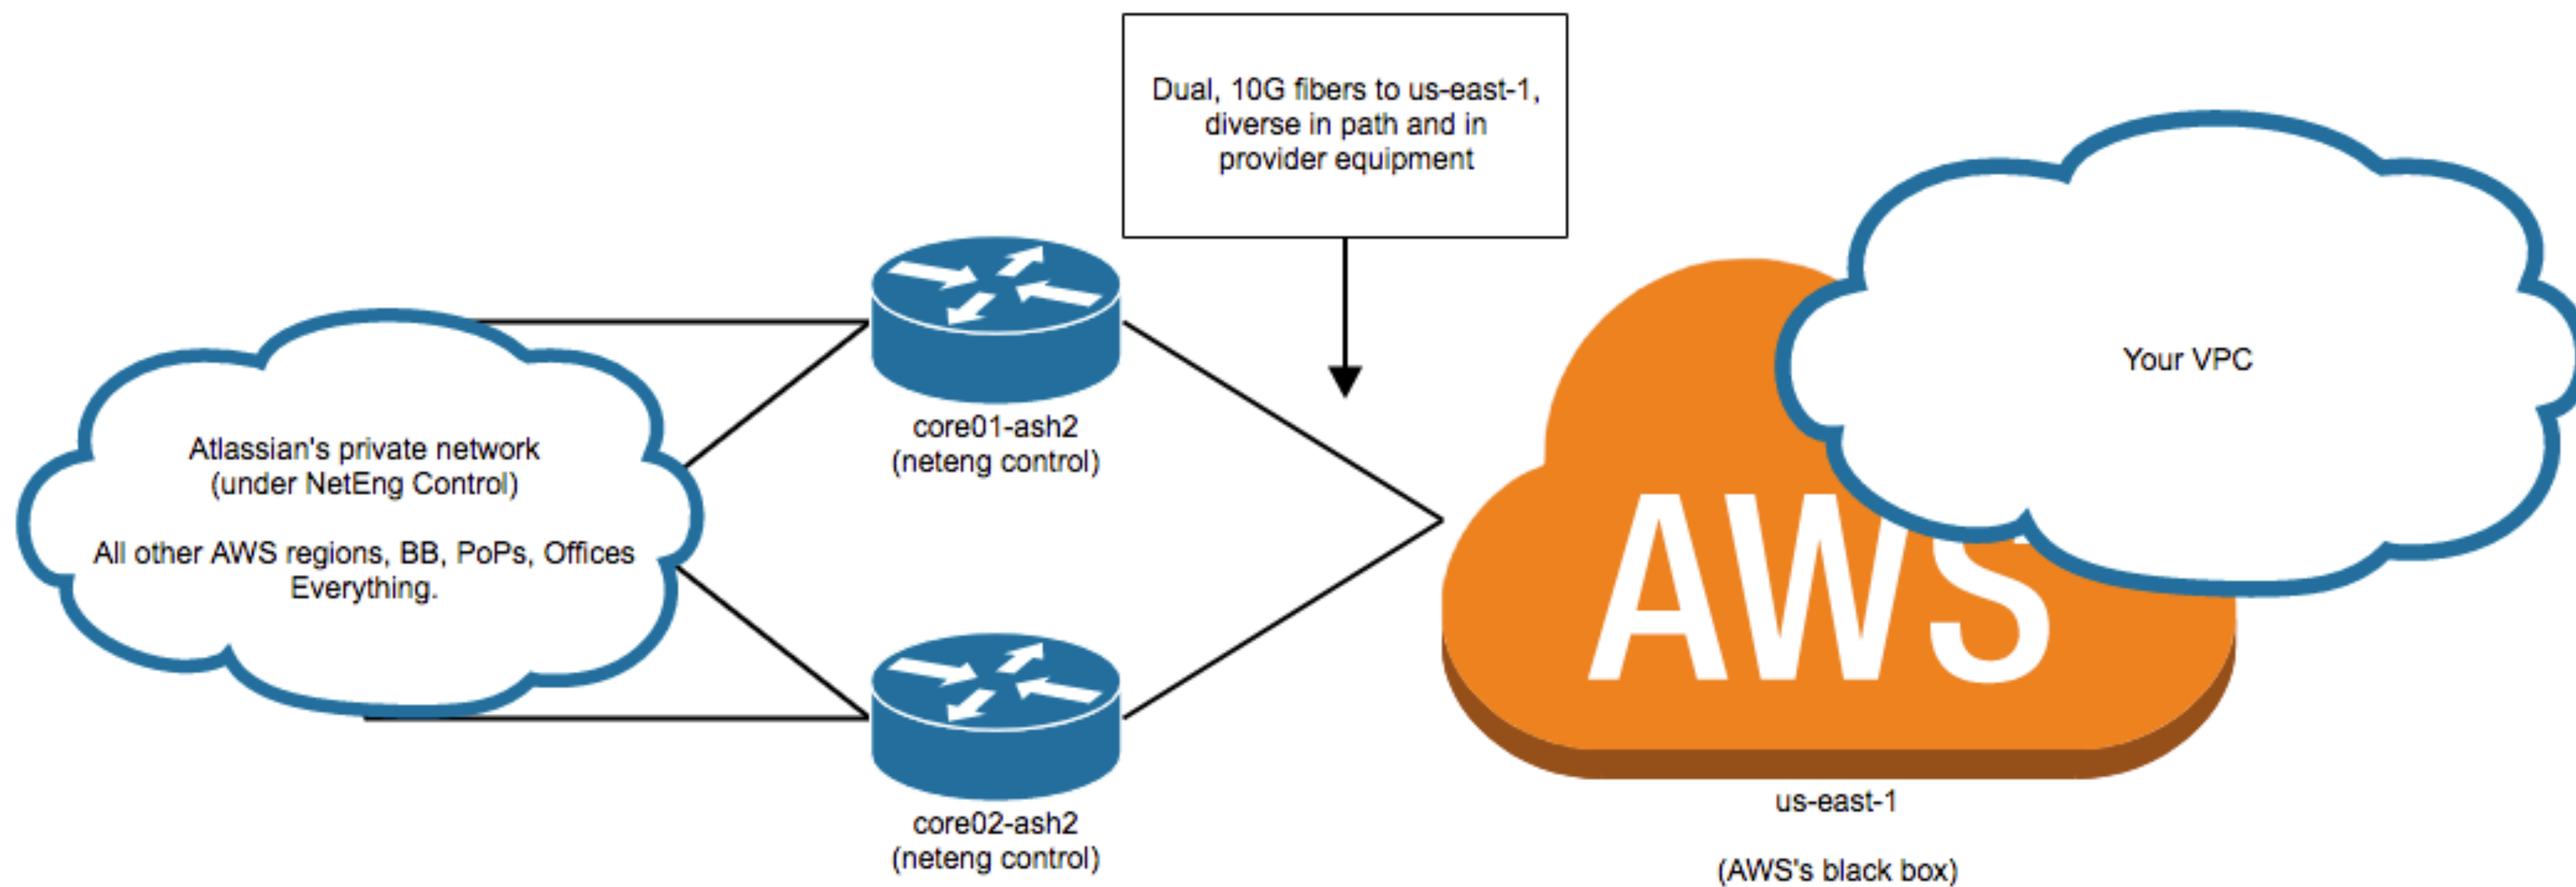 Dual, 10G fibers to us-east-1,
diverse in path and in
provider equipment
Atlassian's private network
(under NetEng Control)
All other AWS regions, BB, PoPs, Offices
Everything.
core01-ash2
(neteng control)
core02-ash2
(neteng control)
Your VPC
AWS
us-east-1
(AWS's black box)